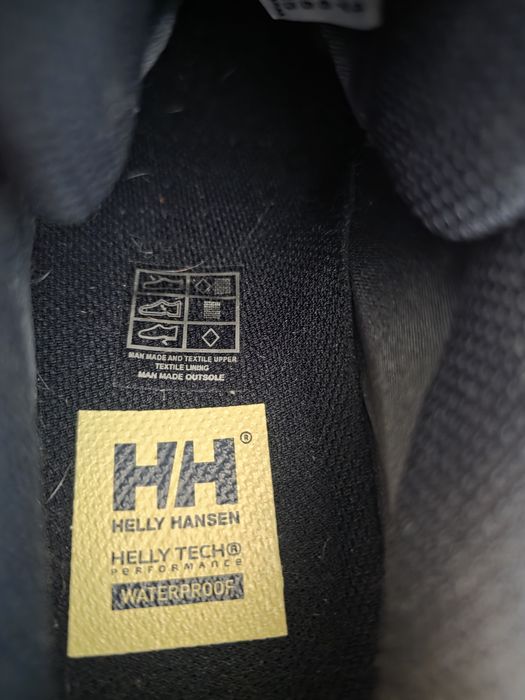 MAN MADE AND TEXTILE UPPER
TEXTILE LINING
MAN MADE OUTSOLE
HH®
HELLY HANSEN
HELLY TECH®
PERFORMANCE
WATERPROOF